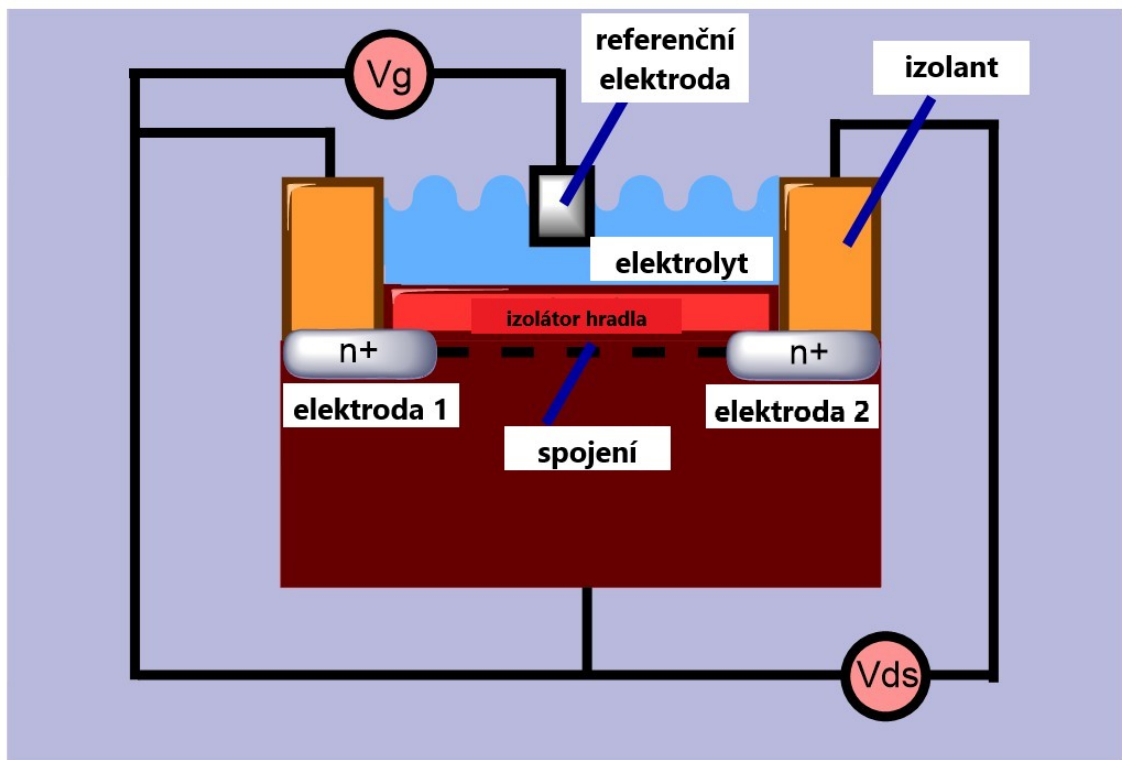 referenční
elektroda
izolant
Vg
elektrolyt
izolátor hradla
n+
n+
elektroda 1
elektroda 2
spojení
Vds